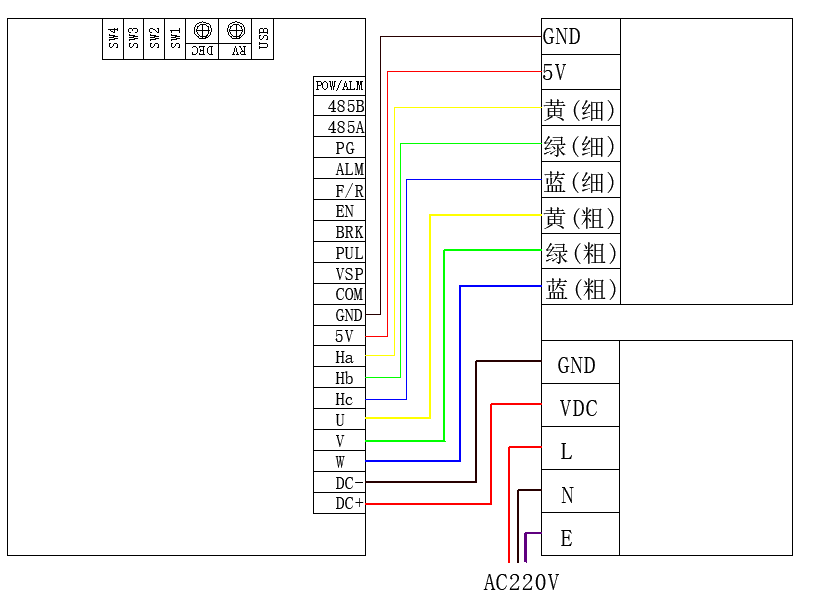 SW4
SW3
SW2
SW1
DEC
RV
USB
POW/ALM
485B
485A
PG
ALM
F/R
EN
BRK
PUL
VSP
COM
GND
5V
Ha
Hb
Hc
U
V
W
DC-
DC+
GND
5V
黄(细)
绿(细)
蓝(细)
黄(粗)
绿(粗)
蓝(粗)
GND
VDC
L
N
E
AC220V